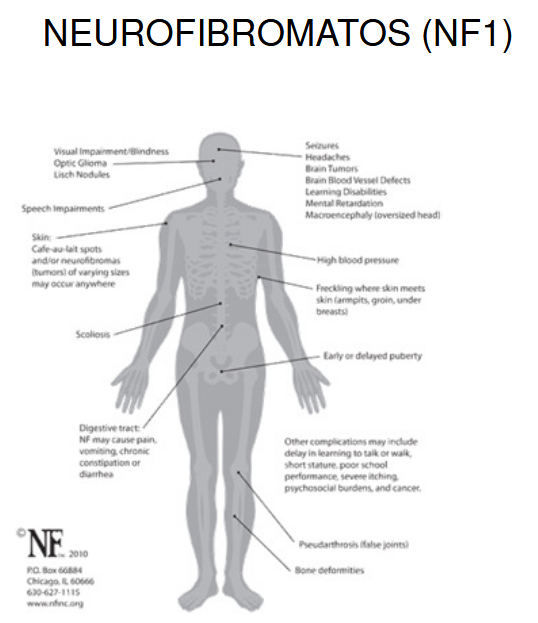 NEUROFIBROMATOS (NF1)
Visual Impairment/Blindness
Optic Glioma
Lisch Nodules
Speech Impairments
Skin:
Cafe-au-lait spots
and/or neurofibromas
(tumors) of varying sizes
may occur anywhere
Scoliosis
Digestive tract:
NF may cause pain,
vomiting, chronic
constipation or
diarrhea
Seizures
Headaches
Brain Tumors
Brain Blood Vessel Defects
Learning Disabilities
Mental Retardation
Macroencephaly (oversized head)
High blood pressure
Freckling where skin meets
skin (armpits, groin, under
breasts)
Early or delayed puberty
Other complications may include
delay in learning to talk or walk,
short stature, poor school
performance, severe itching,
psychosocial burdens, and cancer.
Pseudarthrosis (false joints)
Bone deformities
© NF 2010
P.O. Box 66884
Chicago, IL 60666
630-627-1115
www.nfinc.org